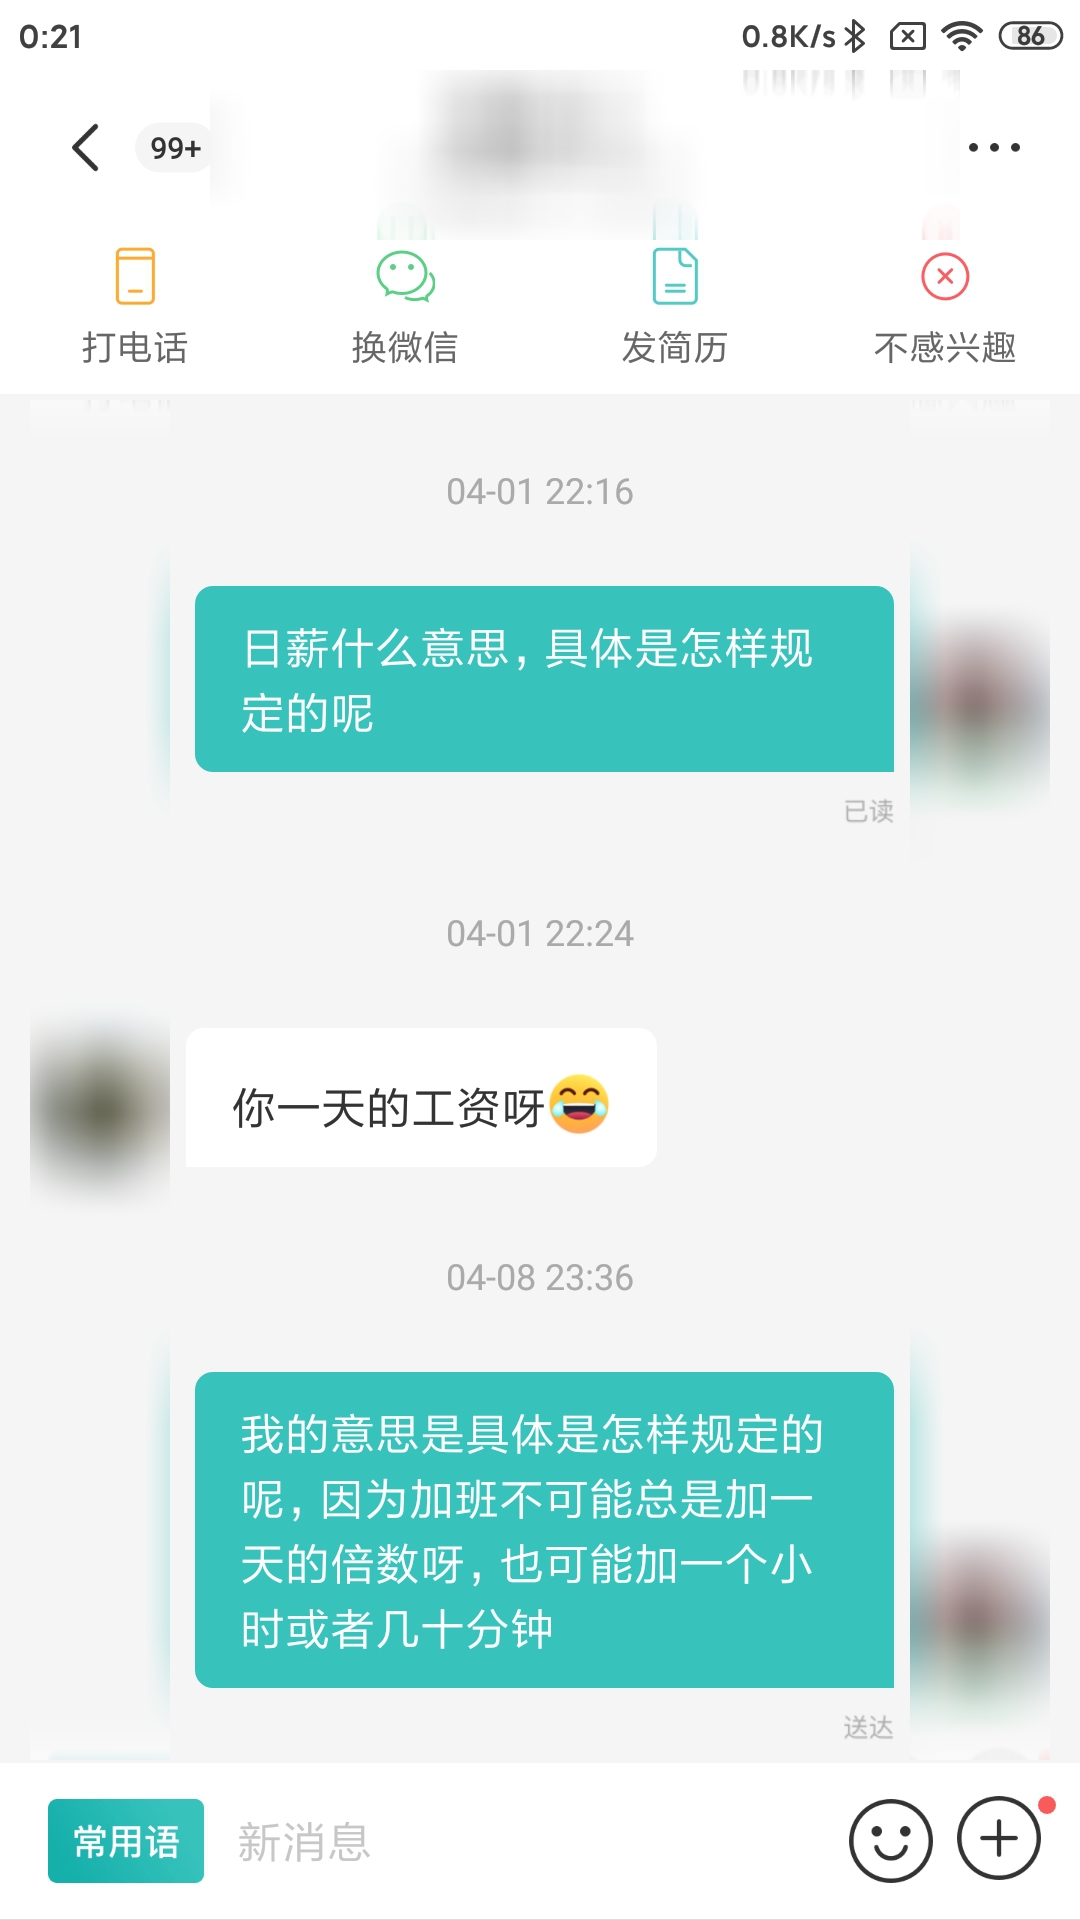 0:21
0.8K/s
86
99+
打电话
换微信
发简历
不感兴趣
04-01 22:16
日薪什么意思，具体是怎样规
定的呢
已读
04-01 22:24
你一天的工资呀😂
04-08 23:36
我的意思是具体是怎样规定的
呢，因为加班不可能总是加一
天的倍数呀，也可能加一个小
时或者几十分钟
送达
常用语
新消息